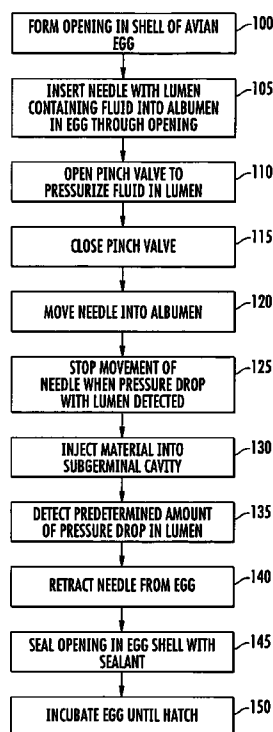 FORM OPENING IN SHELL OF AVIAN
EGG
100
INSERT NEEDLE WITH LUMEN
CONTAINING FLUID INTO ALBUMEN
IN EGG THROUGH OPENING
105
OPEN PINCH VALVE TO
PRESSURIZE FLUID IN LUMEN
110
CLOSE PINCH VALVE
115
MOVE NEEDLE INTO ALBUMEN
120
STOP MOVEMENT OF
NEEDLE WHEN PRESSURE DROP
WITH LUMEN DETECTED
125
INJECT MATERIAL INTO
SUBGERMINAL CAVITY
130
DETECT PREDETERMINED AMOUNT
OF PRESSURE DROP IN LUMEN
135
RETRACT NEEDLE FROM EGG
140
SEAL OPENING IN EGG SHELL WITH
SEALANT
145
INCUBATE EGG UNTIL HATCH
150